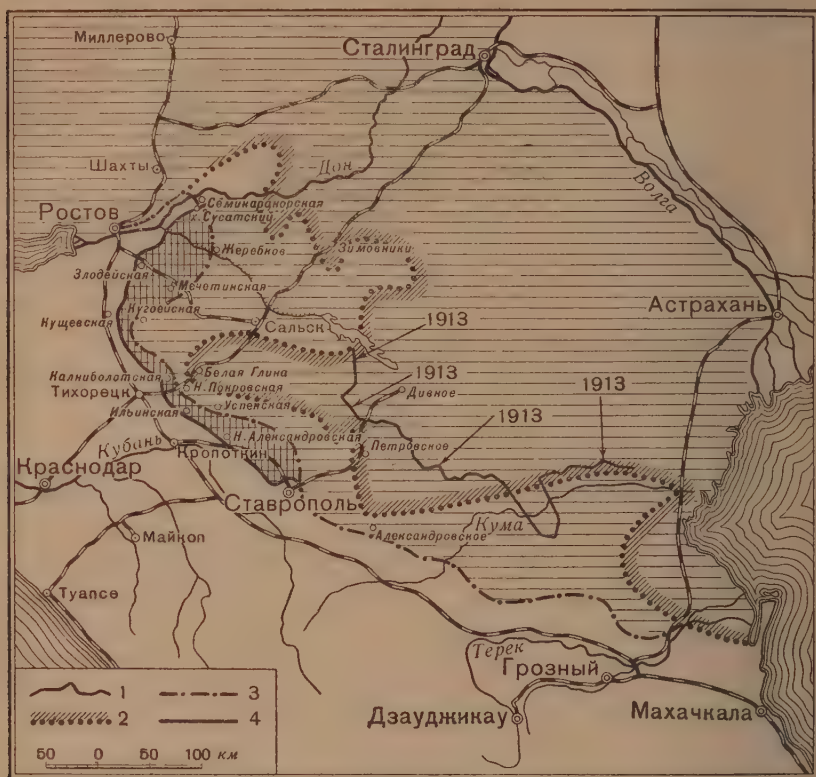 Миллерово
Сталинград
Шахты
Дон
Волга
Семикаракорская
х. Сусатский
Ростов
Жеребков
Зимовники
Злодейская
Мечетинская
Астрахань
Кугоейская
Кущевская
Сальск
1913
Белая Глина
Калниболотская
Н. Покровская
1913
Дивное
1913
Тихорецк
Успенская
Ильинская
1913
Н. Александровская
Петровское
Кубань
Кропоткин
Краснодар
Ставрополь
Кума
Александровское
Майкоп
Туапсе
Терек
Грозный
Дзауджикау
Махачкала
1
3
2
4
50 0 50 100 км